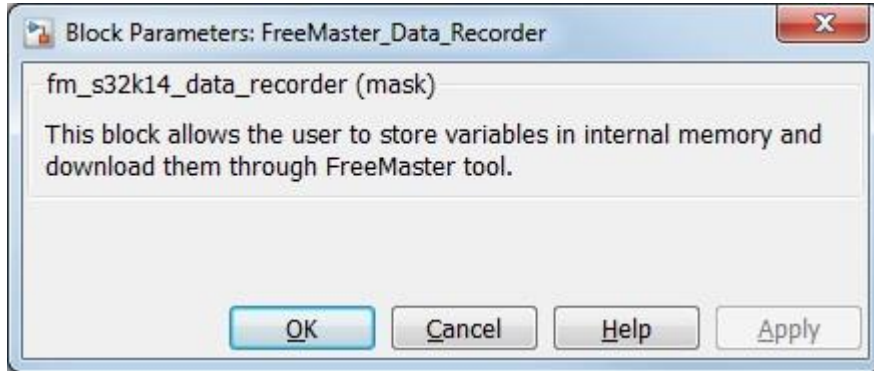 Block Parameters: FreeMaster_Data_Recorder
fm_s32k14_data_recorder (mask)
This block allows the user to store variables in internal memory and
download them through FreeMaster tool.
OK Cancel Help Apply